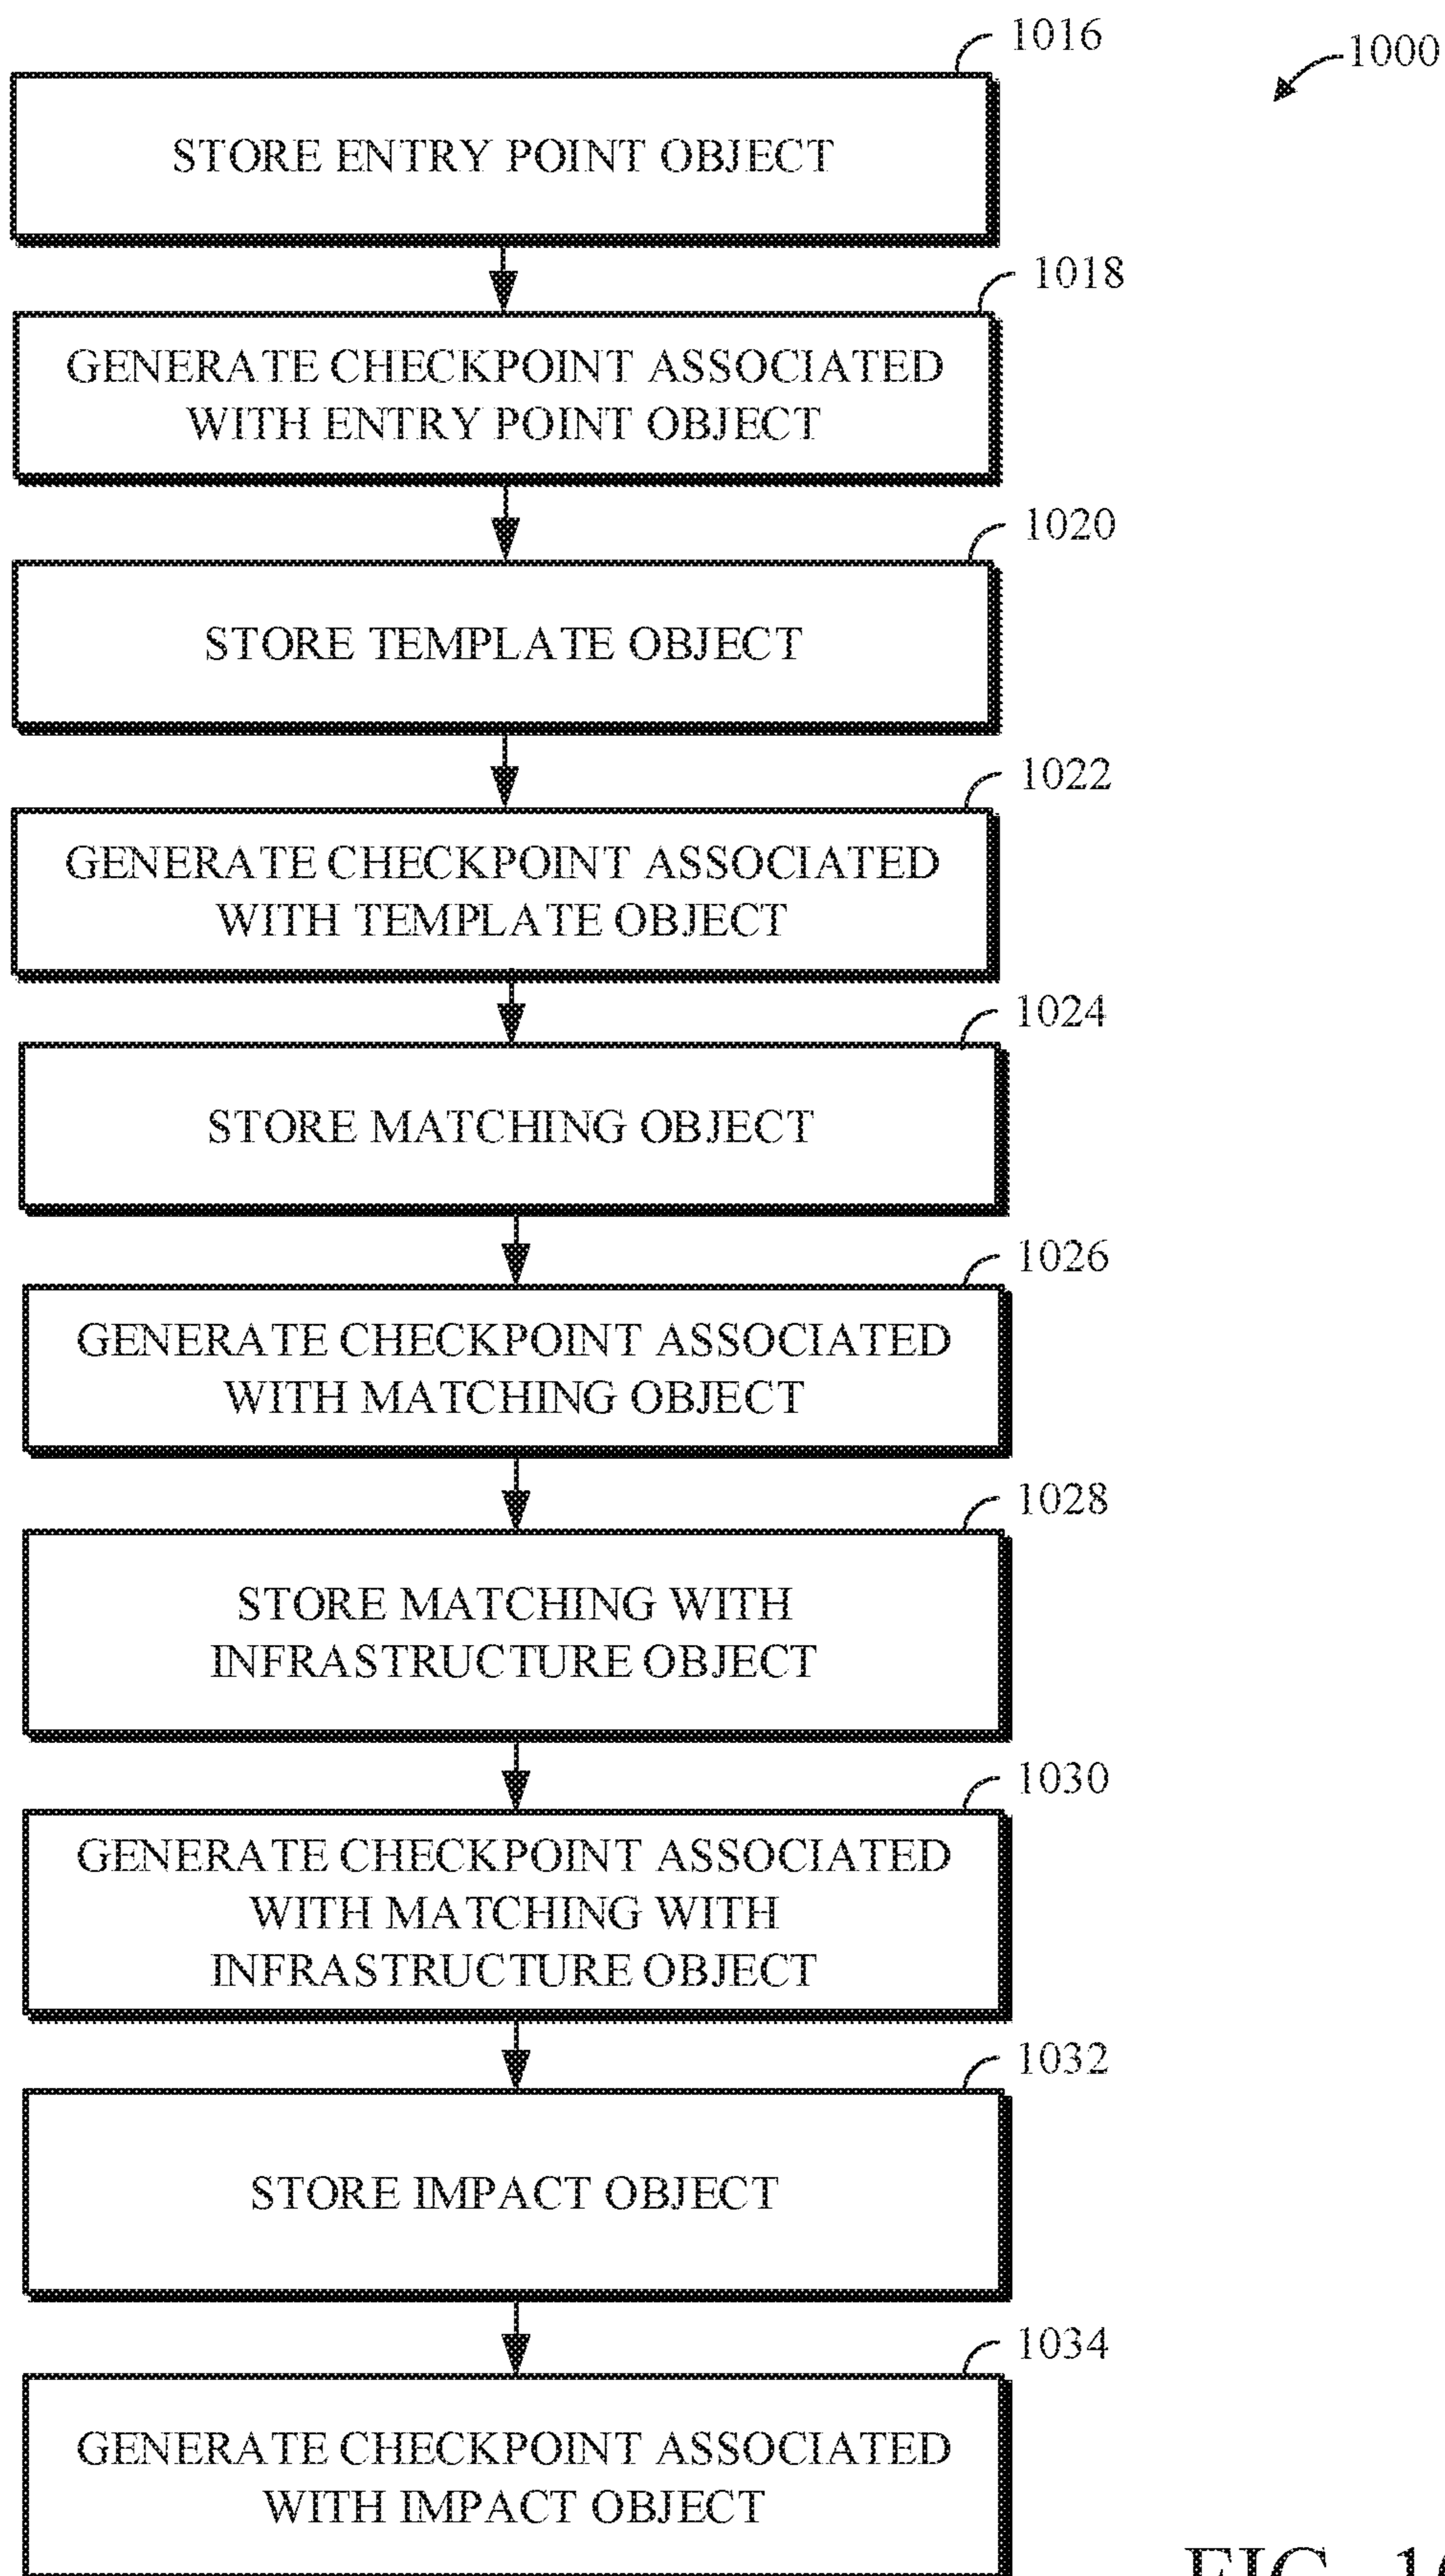 1016
1000
STORE ENTRY POINT OBJECT
1018
GENERATE CHECKPOINT ASSOCIATED
WITH ENTRY POINT OBJECT
1020
STORE TEMPLATE OBJECT
1022
GENERATE CHECKPOINT ASSOCIATED
WITH TEMPLATE OBJECT
1024
STORE MATCHING OBJECT
1026
GENERATE CHECKPOINT ASSOCIATED
WITH MATCHING OBJECT
1028
STORE MATCHING WITH
INFRASTRUCTURE OBJECT
1030
GENERATE CHECKPOINT ASSOCIATED
WITH MATCHING WITH
INFRASTRUCTURE OBJECT
1032
STORE IMPACT OBJECT
1034
GENERATE CHECKPOINT ASSOCIATED
WITH IMPACT OBJECT
FIG.